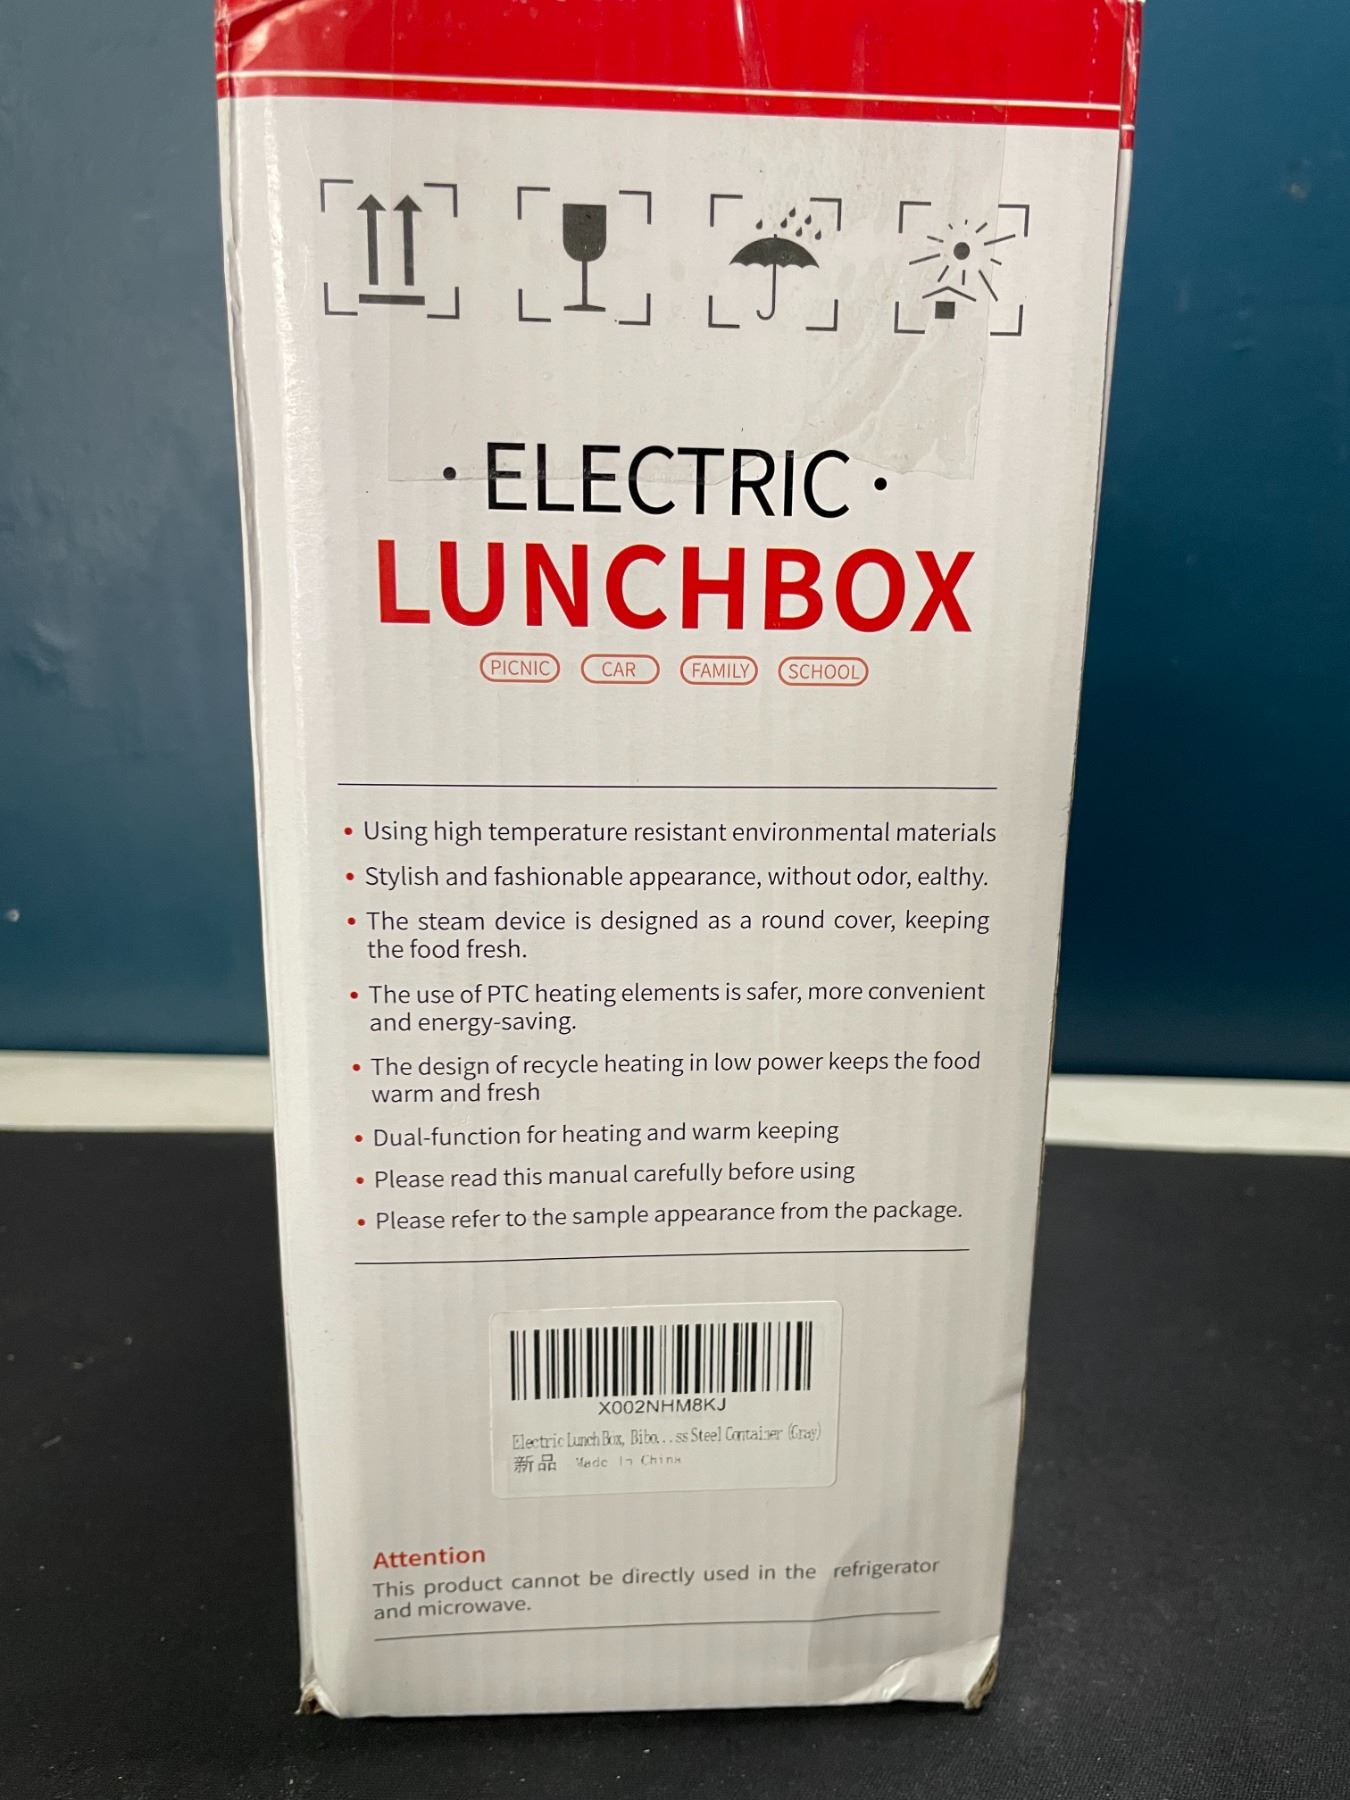 · ELECTRIC ·
LUNCHBOX
PICNIC CAR FAMILY SCHOOL
• Using high temperature resistant environmental materials
• Stylish and fashionable appearance, without odor, ealthy.
• The steam device is designed as a round cover, keeping
the food fresh.
• The use of PTC heating elements is safer, more convenient
and energy-saving.
• The design of recycle heating in low power keeps the food
warm and fresh
• Dual-function for heating and warm keeping
• Please read this manual carefully before using
• Please refer to the sample appearance from the package.
X002NHM8KJ
Electric Lunch Box, Bibo...ss Steel Container (Gray)
新品 Made In China
Attention
This product cannot be directly used in the refrigerator
and microwave.